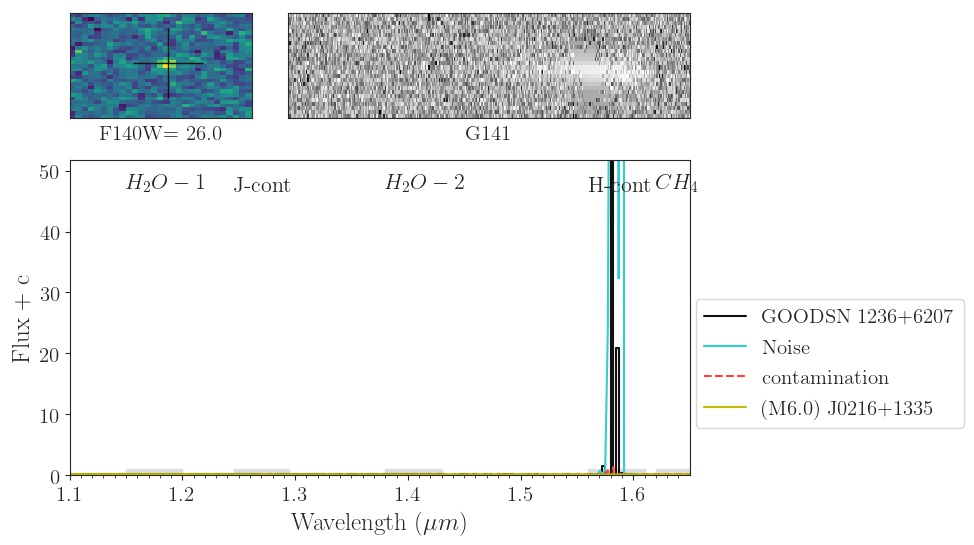 F140W= 26.0
G141
H₂O − 1
J-cont
H₂O − 2
H-cont
CH₄
50
40
30
20
10
0
Flux + c
1.1
1.2
1.3
1.4
1.5
1.6
Wavelength (μm)
GOODSN 1236+6207
Noise
contamination
(M6.0) J0216+1335